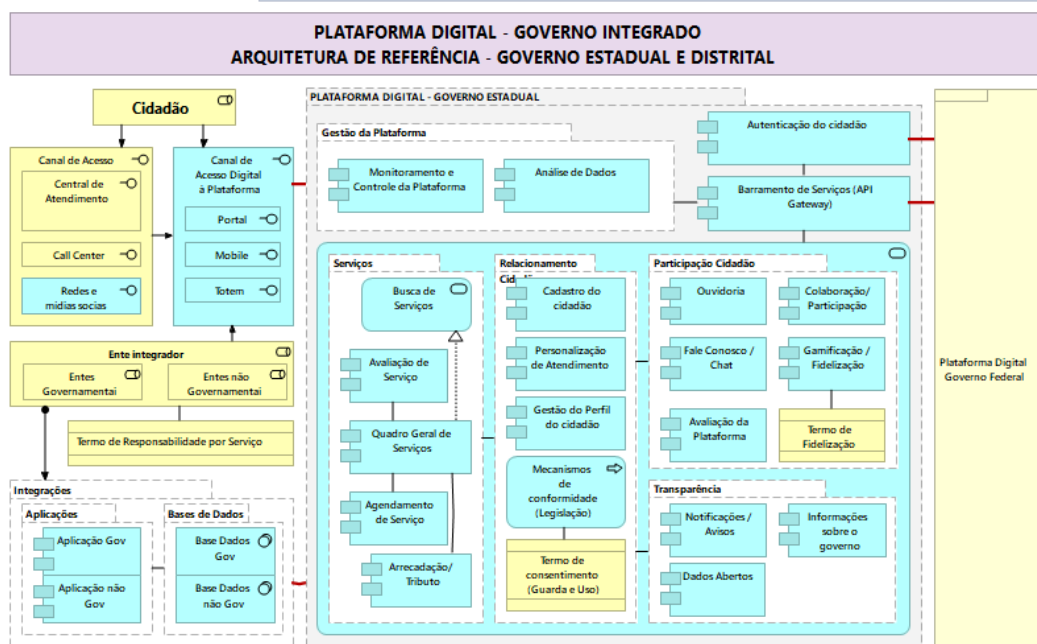 PLATAFORMA DIGITAL - GOVERNO INTEGRADO
ARQUITETURA DE REFERÊNCIA - GOVERNO ESTADUAL E DISTRITAL
Cidadão
Canal de Acesso
Central de
Atendimento
Call Center
Redes e
mídias socias
Canal de
Acesso Digital
à Plataforma
Portal
Mobile
Totem
Ente integrador
Entes
Governamentai
Entes não
Governamentai
Termo de Responsabilidade por Serviço
Integrações
Aplicações
Aplicação Gov
Aplicação não
Gov
Bases de Dados
Base Dados
Gov
Base Dados
não Gov
PLATAFORMA DIGITAL - GOVERNO ESTADUAL
Gestão da Plataforma
Monitoramento e
Controle da Plataforma
Análise de Dados
Autenticação do cidadão
Barramento de Serviços (API
Gateway)
Serviços
Busca de
Serviços
Avaliação de
Serviço
Quadro Geral de
Serviços
Agendamento
de Serviço
Arrecadação/
Tributo
Relacionamento
Cadastro do
cidadão
Personalização
de Atendimento
Gestão do Perfil
do cidadão
Mecanismos
de
conformidade
(Legislação)
Termo de
consentimento
(Guarda e Uso)
Participação Cidadão
Ouvidoria
Colaboração/
Participação
Fale Conosco /
Chat
Gamificação /
Fidelização
Avaliação da
Plataforma
Termo de
Fidelização
Transparência
Notificações /
Avisos
Informações
sobre o
governo
Dados Abertos
Plataforma Digital
Governo Federal